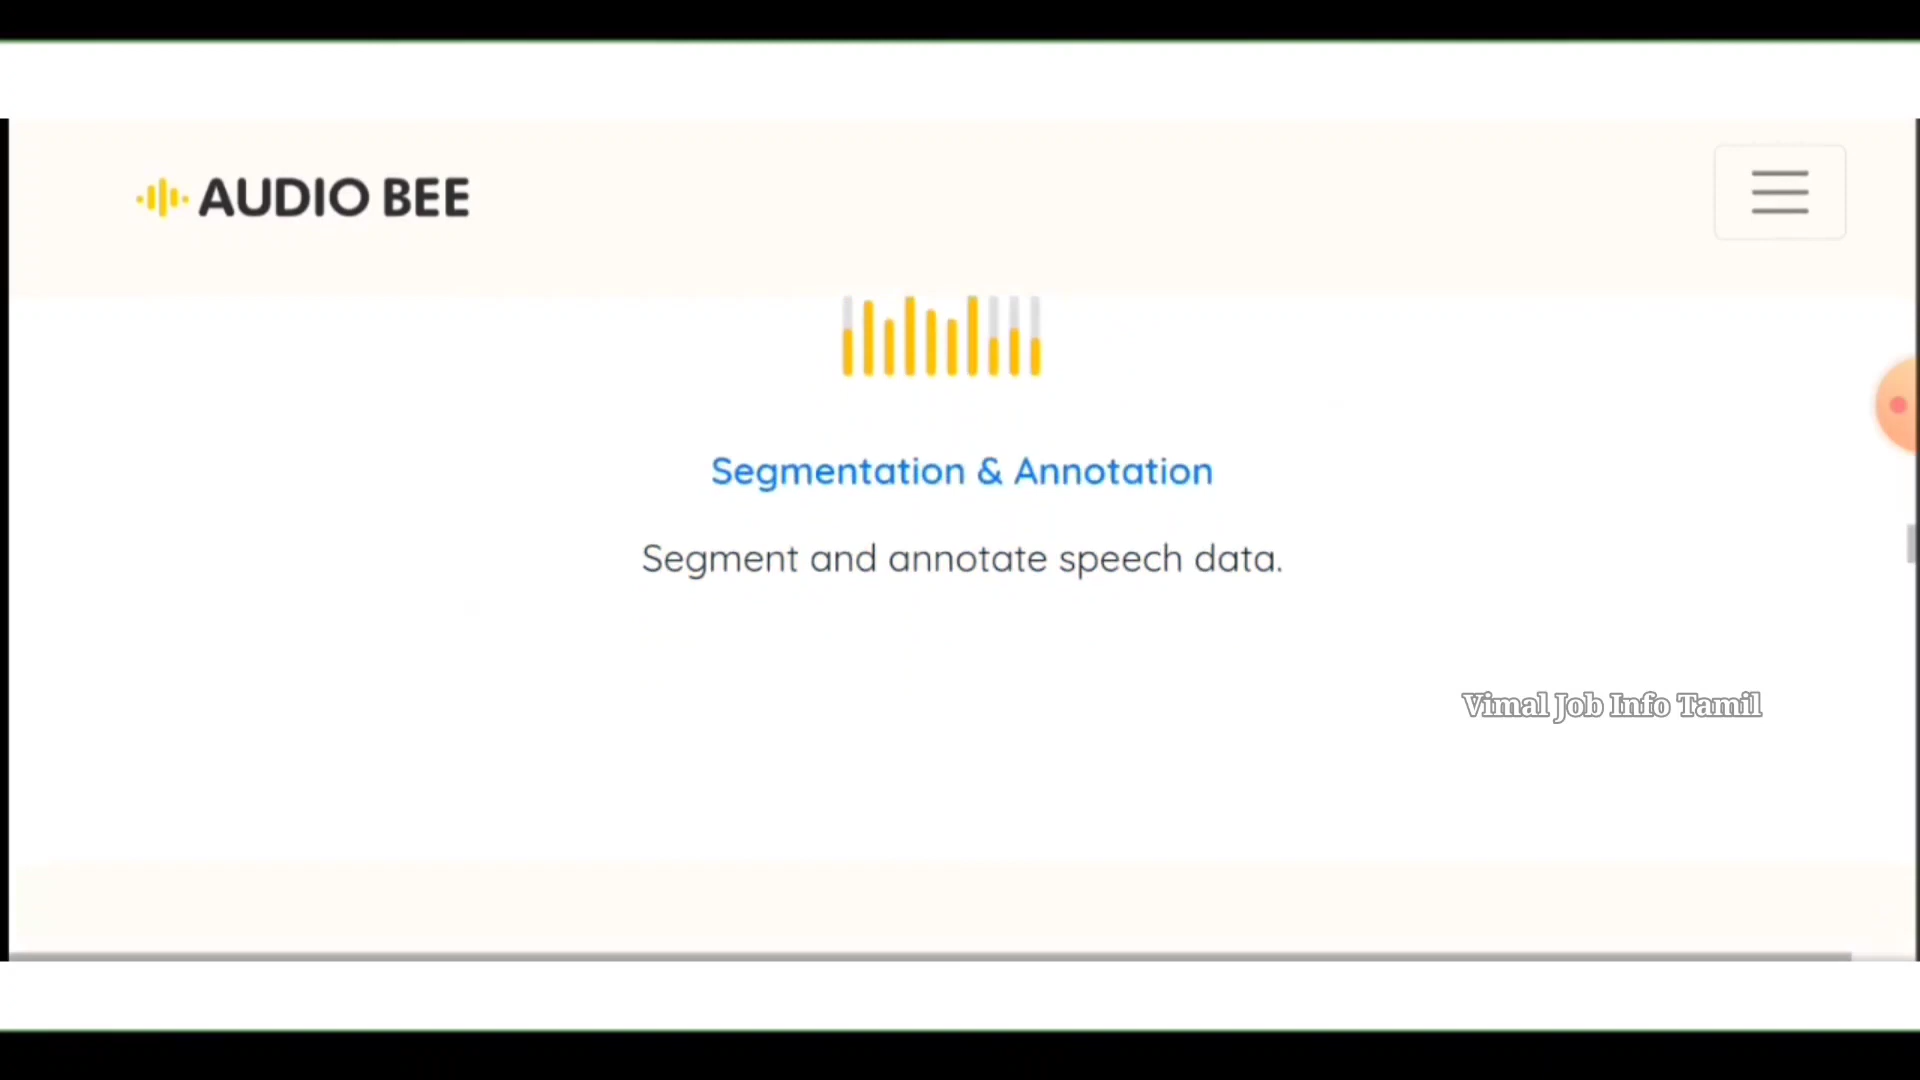 AUDIO BEE
Segmentation & Annotation
Segment and annotate speech data.
Vimal Job Info Tamil